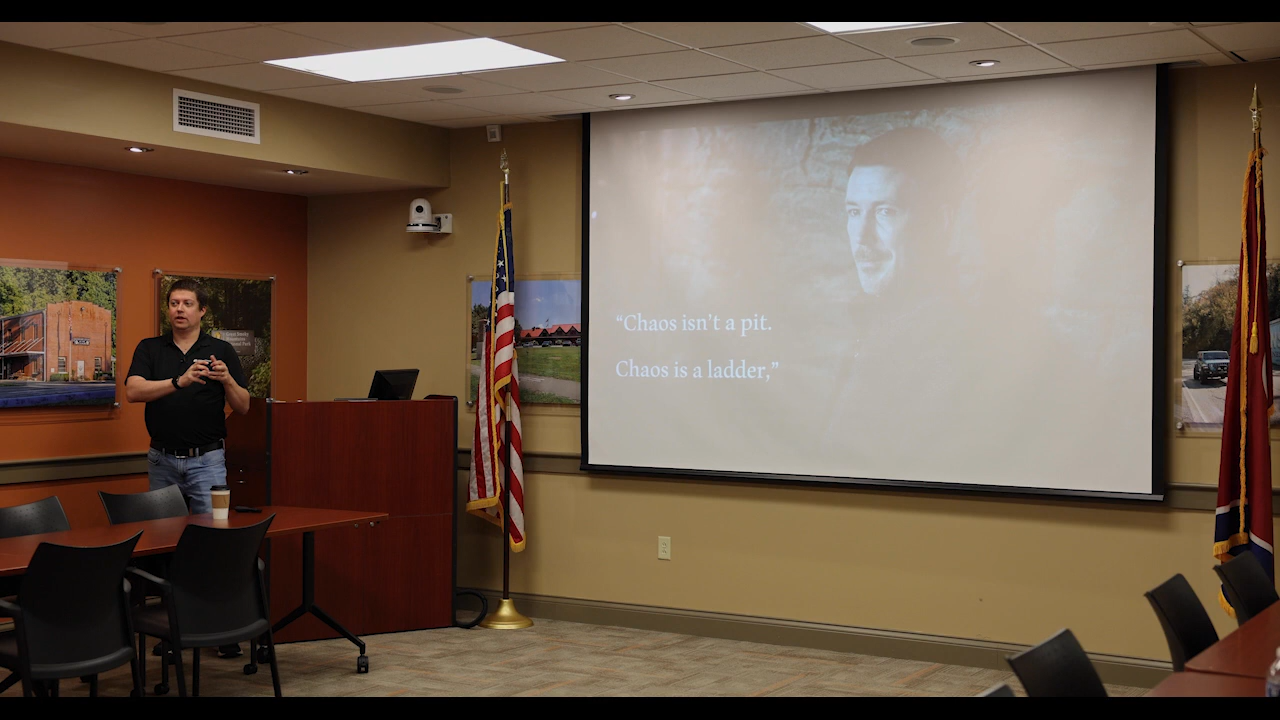 “Chaos isn’t a pit.
Chaos is a ladder,”